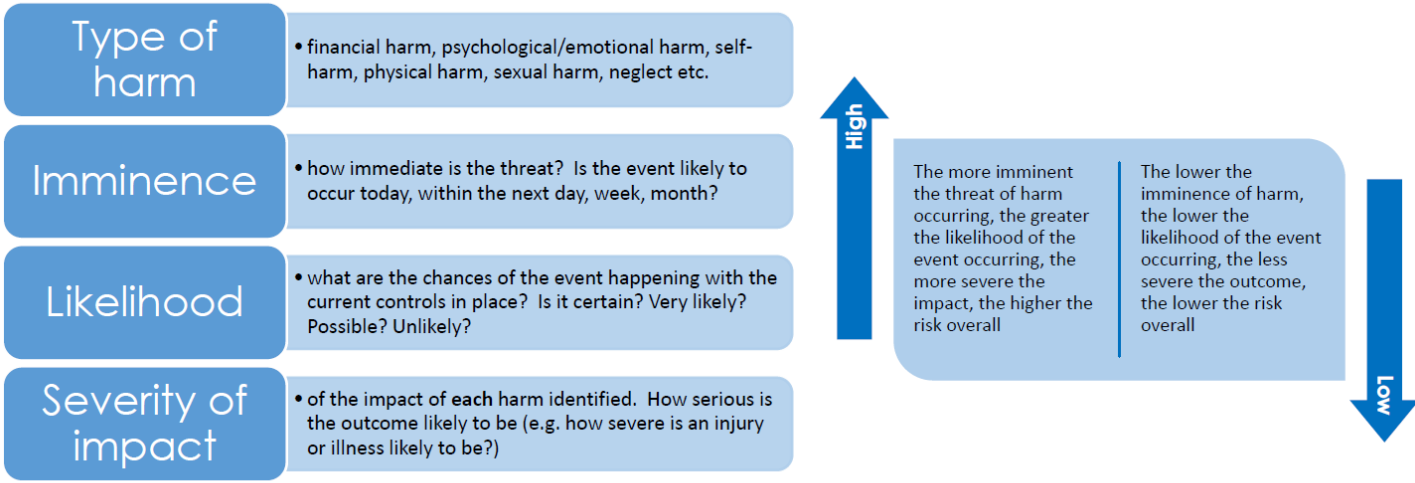 Type of
harm
• financial harm, psychological/emotional harm, self-
harm, physical harm, sexual harm, neglect etc.
Imminence
• how immediate is the threat?  Is the event likely to
occur today, within the next day, week, month?
Likelihood
• what are the chances of the event happening with the
current controls in place?  Is it certain? Very likely?
Possible? Unlikely?
Severity of
impact
• of the impact of each harm identified.  How serious is
the outcome likely to be (e.g. how severe is an injury
or illness likely to be?)
High
The more imminent
the threat of harm
occurring, the greater
the likelihood of the
event occurring, the
more severe the
impact, the higher the
risk overall
The lower the
imminence of harm,
the lower the
likelihood of the event
occurring, the less
severe the outcome,
the lower the risk
overall
Low